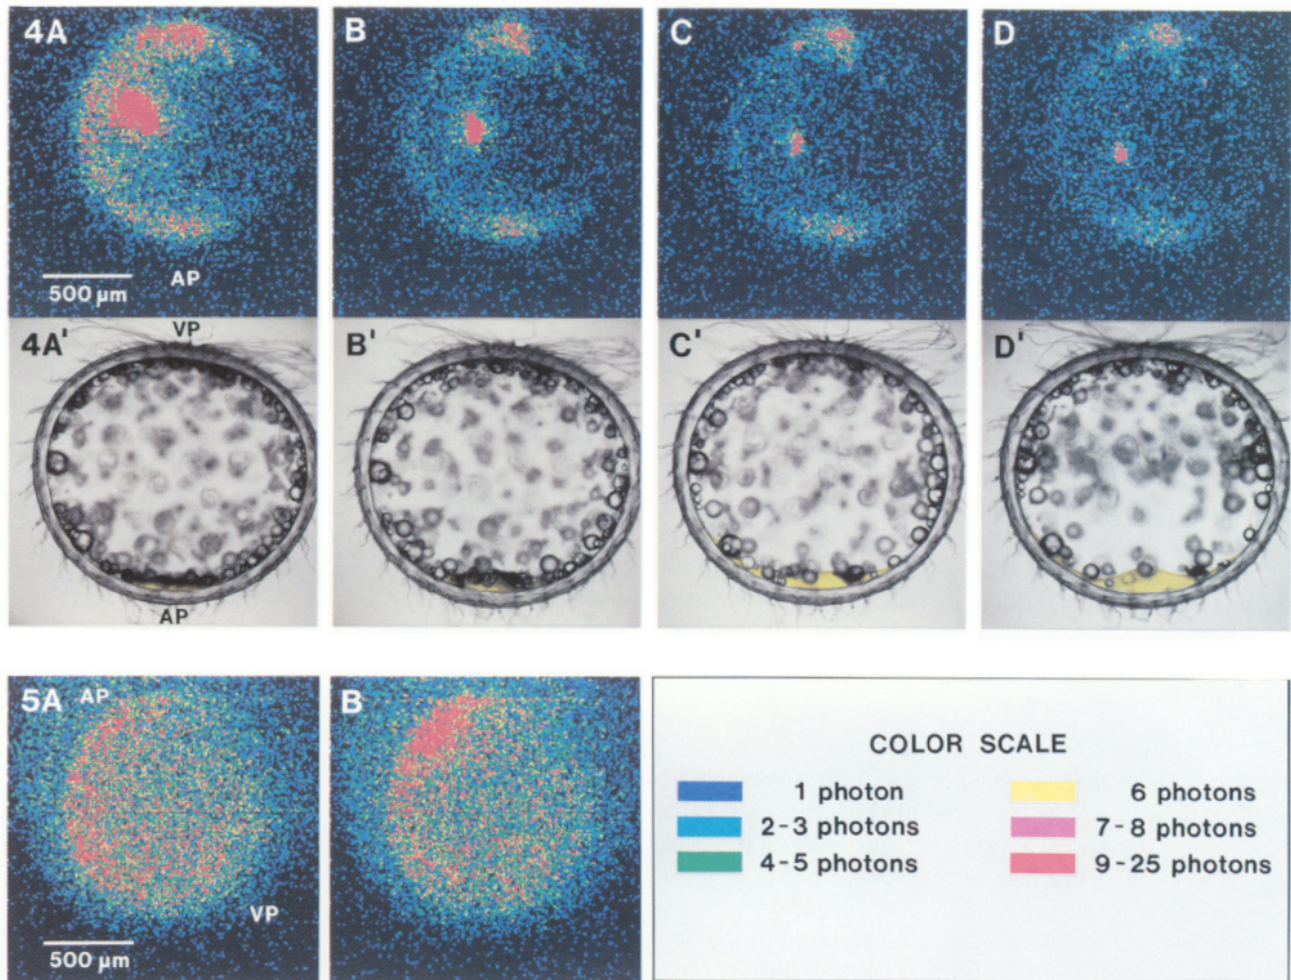 4A
B
C
D
500 µm
AP
4A'
VP
B'
C'
D'
AP
5A
AP
B
VP
500 µm
COLOR SCALE
1 photon
6 photons
2-3 photons
7-8 photons
4-5 photons
9-25 photons